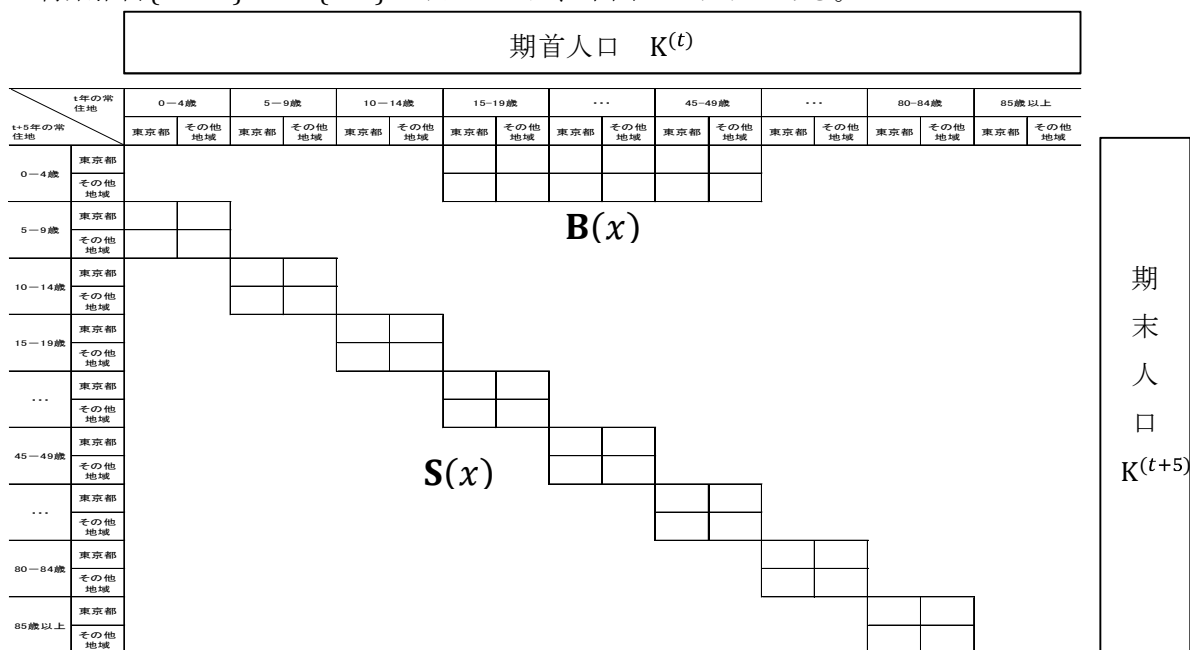 期首人口 K^(t)
t年の常住地
t+5年の常住地
0－4歳 5－9歳 10－14歳 15-19歳 … 45-49歳 … 80-84歳 85歳以上
東京都 その他地域 東京都 その他地域 東京都 その他地域 東京都 その他地域 東京都 その他地域 東京都 その他地域 東京都 その他地域 東京都 その他地域 東京都 その他地域
0－4歳 東京都
その他地域
5－9歳 東京都
その他地域
10－14歳 東京都
その他地域
15－19歳 東京都
その他地域
… 東京都
その他地域
45－49歳 東京都
その他地域
… 東京都
その他地域
80－84歳 東京都
その他地域
85歳以上 東京都
その他地域
B(x)
S(x)
期末人口
K^(t+5)